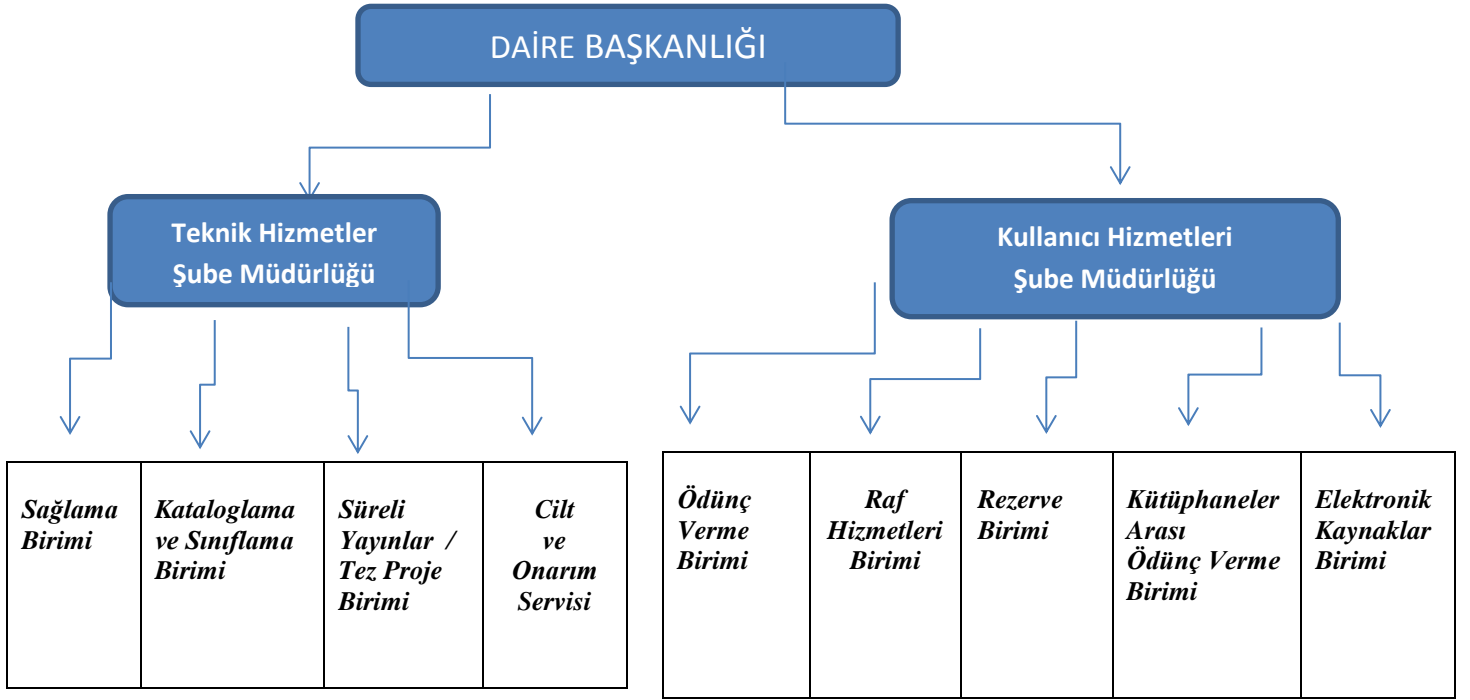 DAİRE BAŞKANLIĞI
Teknik Hizmetler
Şube Müdürlüğü
Kullanıcı Hizmetleri
Şube Müdürlüğü
Sağlama
Birimi
Kataloglama
ve Sınıflama
Birimi
Süreli
Yayınlar /
Tez Proje
Birimi
Cilt
ve
Onarım
Servisi
Ödünç
Verme
Birimi
Raf
Hizmetleri
Birimi
Rezerve
Birimi
Kütüphaneler
Arası
Ödünç Verme
Birimi
Elektronik
Kaynaklar
Birimi